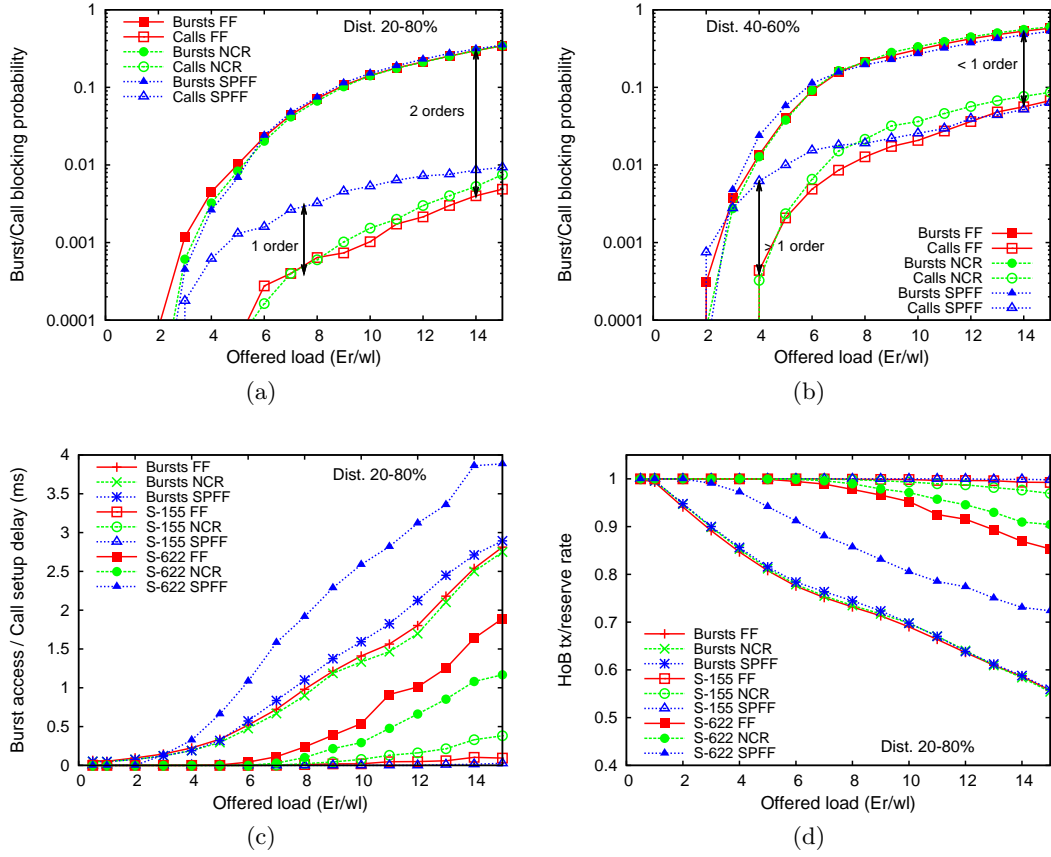 Burst/Call blocking probability
1
0.1
0.01
0.001
0.0001
Bursts FF
Calls FF
Bursts NCR
Calls NCR
Bursts SPFF
Calls SPFF
Dist. 20-80%
2 orders
1 order
0 2 4 6 8 10 12 14
Offered load (Er/wl)
(a)
Burst/Call blocking probability
1
0.1
0.01
0.001
0.0001
Dist. 40-60%
< 1 order
> 1 order
Bursts FF
Calls FF
Bursts NCR
Calls NCR
Bursts SPFF
Calls SPFF
0 2 4 6 8 10 12 14
Offered load (Er/wl)
(b)
Burst access / Call setup delay (ms)
4
3.5
3
2.5
2
1.5
1
0.5
0
Bursts FF
Bursts NCR
Bursts SPFF
S-155 FF
S-155 NCR
S-155 SPFF
S-622 FF
S-622 NCR
S-622 SPFF
Dist. 20-80%
0 2 4 6 8 10 12 14
Offered load (Er/wl)
(c)
HoB tx/reserve rate
1
0.9
0.8
0.7
0.6
0.5
0.4
Bursts FF
Bursts NCR
Bursts SPFF
S-155 FF
S-155 NCR
S-155 SPFF
S-622 FF
S-622 NCR
S-622 SPFF
Dist. 20-80%
0 2 4 6 8 10 12 14
Offered load (Er/wl)
(d)